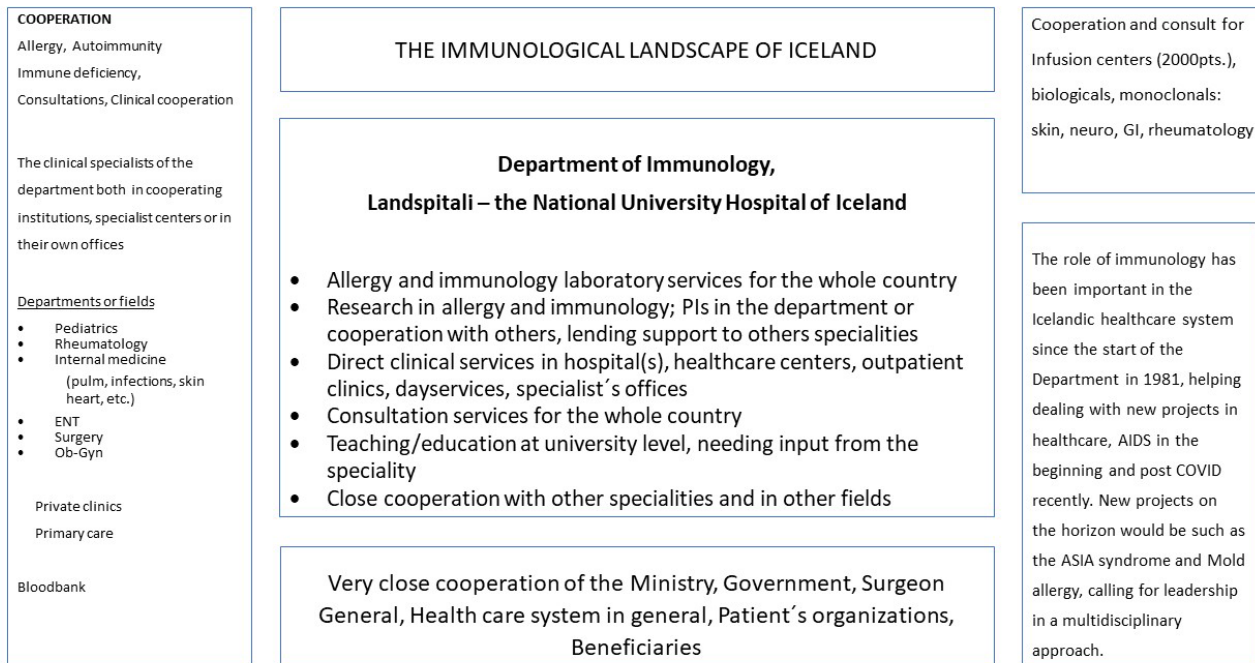 COOPERATION
Allergy, Autoimmunity
Immune deficiency,
Consultations, Clinical cooperation
The clinical specialists of the
department both in cooperating
institutions, specialist centers or in
their own offices
Departments or fields
• Pediatrics
• Rheumatology
• Internal medicine
(pulm, infections, skin
heart, etc.)
• ENT
• Surgery
• Ob-Gyn
Private clinics
Primary care
Bloodbank
THE IMMUNOLOGICAL LANDSCAPE OF ICELAND
Department of Immunology,
Landspitali – the National University Hospital of Iceland
• Allergy and immunology laboratory services for the whole country
• Research in allergy and immunology; PIs in the department or
cooperation with others, lending support to others specialities
• Direct clinical services in hospital(s), healthcare centers, outpatient
clinics, dayservices, specialist´s offices
• Consultation services for the whole country
• Teaching/education at university level, needing input from the
speciality
• Close cooperation with other specialities and in other fields
Very close cooperation of the Ministry, Government, Surgeon
General, Health care system in general, Patient´s organizations,
Beneficiaries
Cooperation and consult for
Infusion centers (2000pts.),
biologicals, monoclonals:
skin, neuro, GI, rheumatology
The role of immunology has
been important in the
Icelandic healthcare system
since the start of the
Department in 1981, helping
dealing with new projects in
healthcare, AIDS in the
beginning and post COVID
recently. New projects on
the horizon would be such as
the ASIA syndrome and Mold
allergy, calling for leadership
in a multidisciplinary
approach.